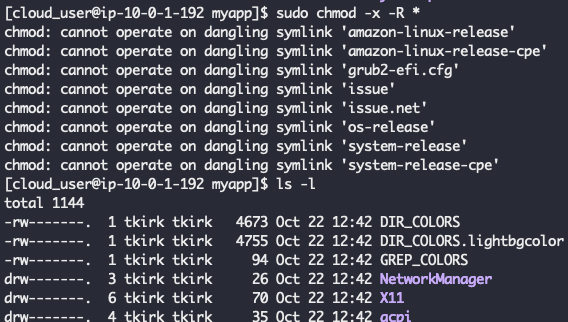 [cloud_user@ip-10-0-1-192 myapp]$ sudo chmod -x -R *
chmod: cannot operate on dangling symlink 'amazon-linux-release'
chmod: cannot operate on dangling symlink 'amazon-linux-release-cpe'
chmod: cannot operate on dangling symlink 'grub2-efi.cfg'
chmod: cannot operate on dangling symlink 'issue'
chmod: cannot operate on dangling symlink 'issue.net'
chmod: cannot operate on dangling symlink 'os-release'
chmod: cannot operate on dangling symlink 'system-release'
chmod: cannot operate on dangling symlink 'system-release-cpe'
[cloud_user@ip-10-0-1-192 myapp]$ ls -l
total 1144
-rw-------. 1 tkirk tkirk 4673 Oct 22 12:42 DIR_COLORS
-rw-------. 1 tkirk tkirk 4755 Oct 22 12:42 DIR_COLORS.lightbgcolor
-rw-------. 1 tkirk tkirk 94 Oct 22 12:42 GREP_COLORS
drw-------. 3 tkirk tkirk 26 Oct 22 12:42 NetworkManager
drw-------. 6 tkirk tkirk 70 Oct 22 12:42 X11
drw-------. 4 tkirk tkirk 35 Oct 22 12:42 acpi